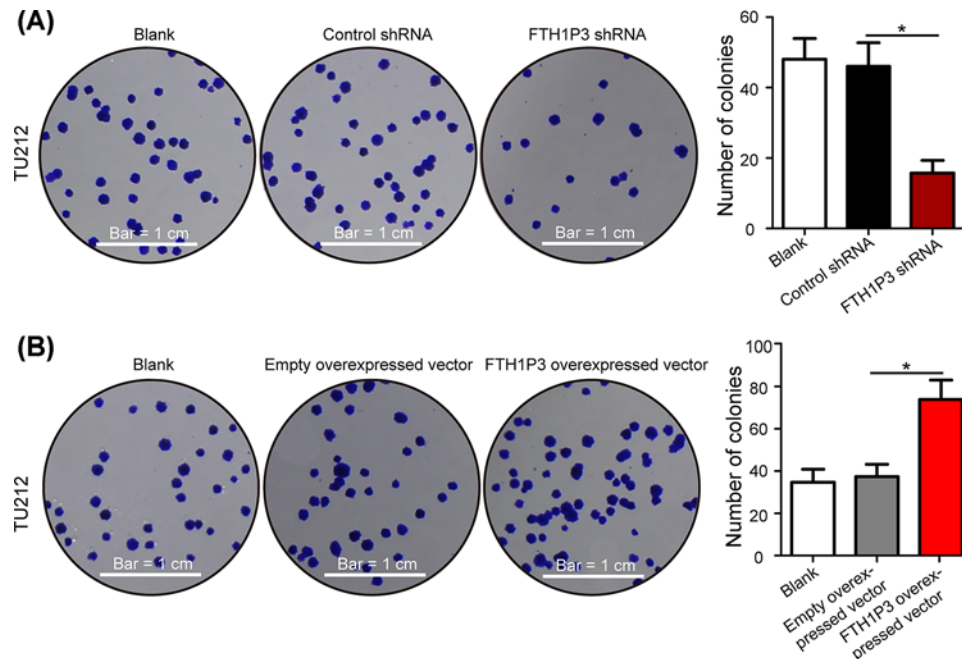 (A)
Blank
Control shRNA
FTH1P3 shRNA
TU212
Bar = 1 cm
Bar = 1 cm
Bar = 1 cm
Number of colonies
60
40
20
0
*
Blank
Control shRNA
FTH1P3 shRNA
(B)
Blank
Empty overexpressed vector
FTH1P3 overexpressed vector
TU212
Bar = 1 cm
Bar = 1 cm
Bar = 1 cm
Number of colonies
100
80
60
40
20
0
*
Blank
Empty overex-
pressed vector
FTH1P3 overex-
pressed vector